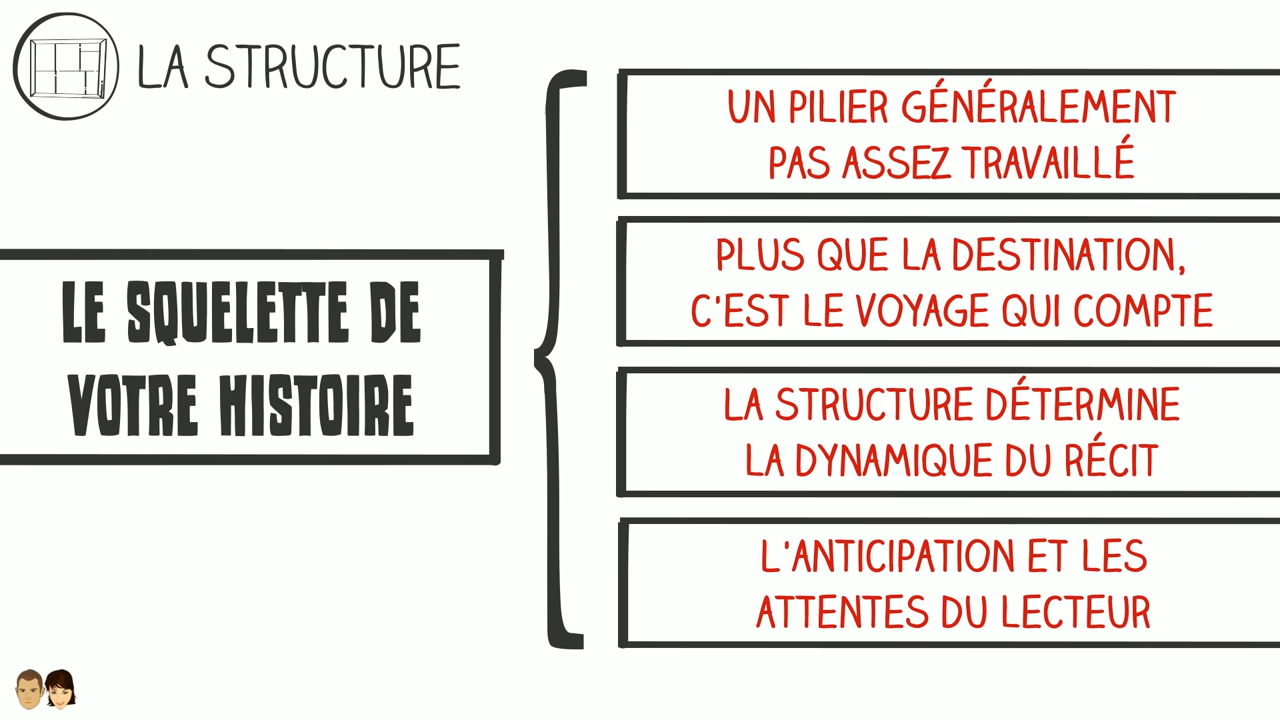 LA STRUCTURE
LE SQUELETTE DE
VOTRE HISTOIRE
UN PILIER GÉNÉRALEMENT
PAS ASSEZ TRAVAILLÉ
PLUS QUE LA DESTINATION,
C'EST LE VOYAGE QUI COMPTE
LA STRUCTURE DÉTERMINE
LA DYNAMIQUE DU RÉCIT
L'ANTICIPATION ET LES
ATTENTES DU LECTEUR